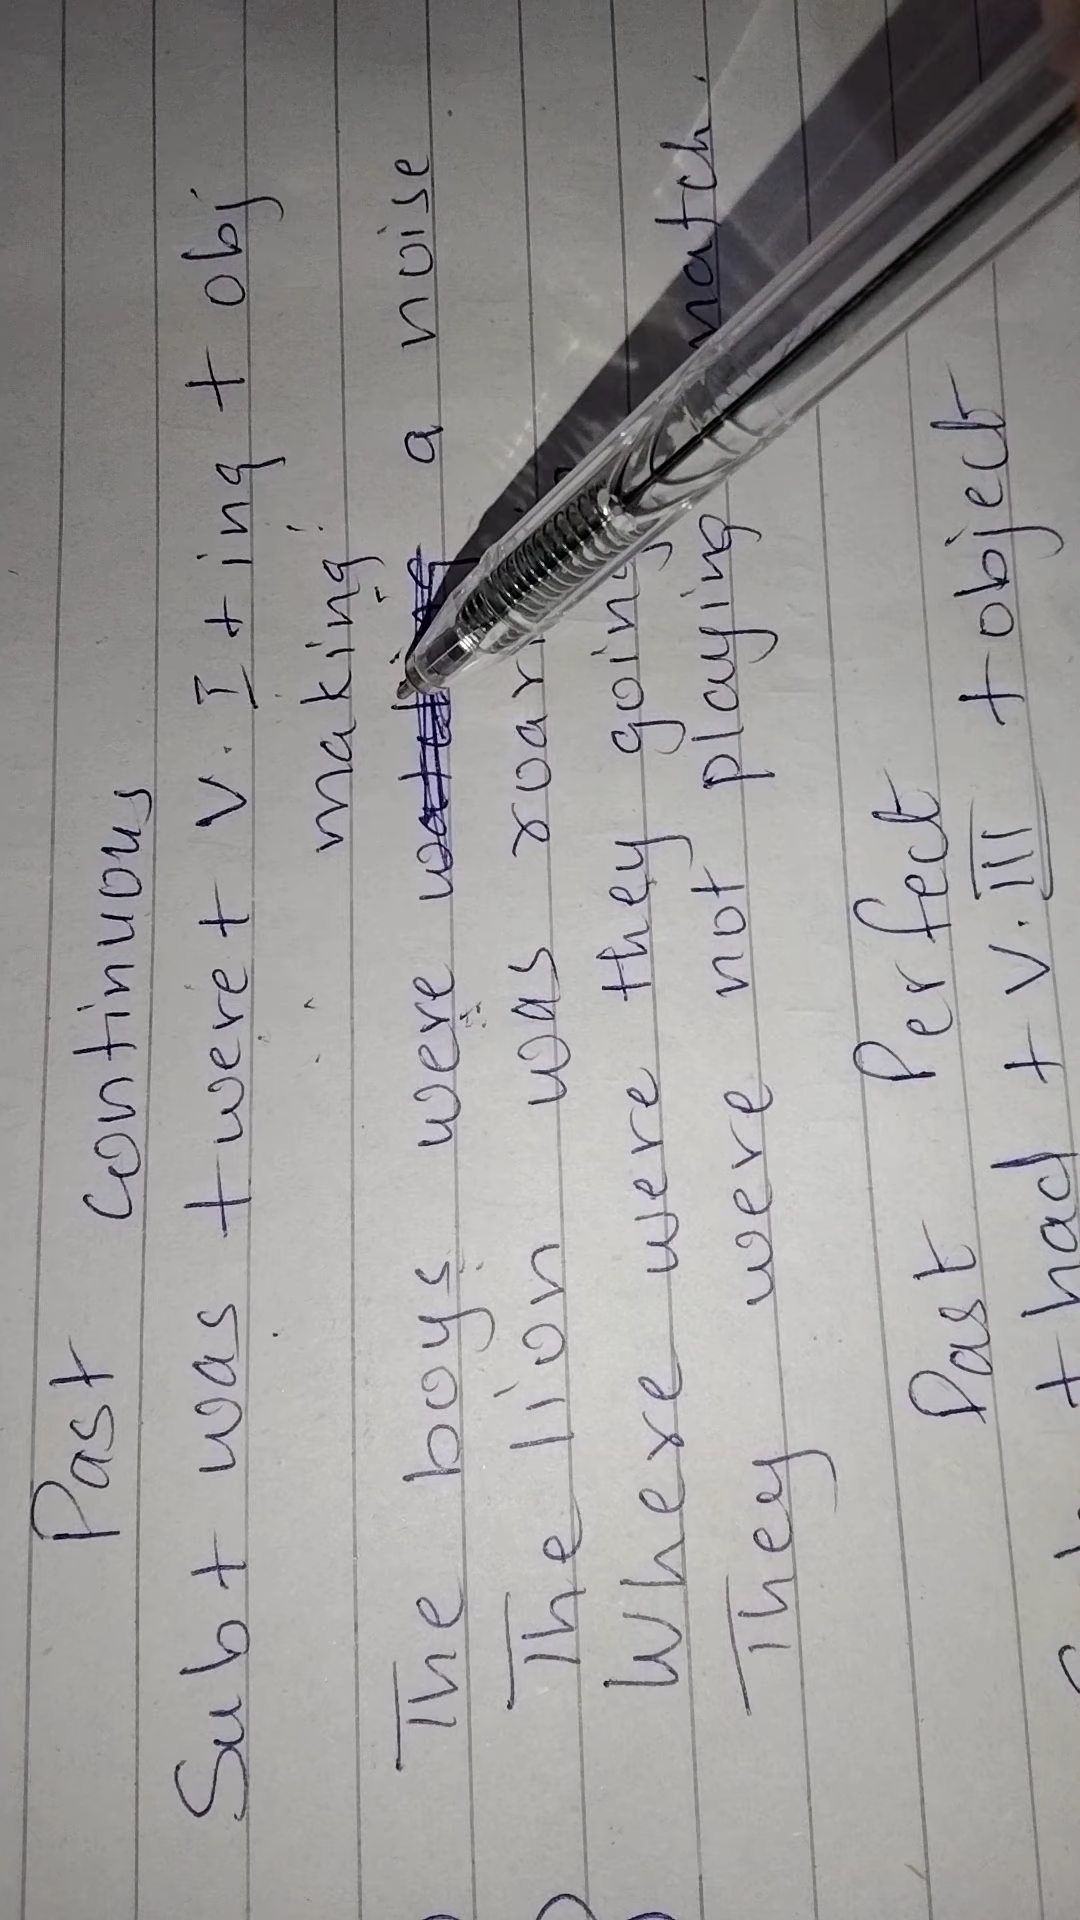 Past continuous
Sub + was + were + V. I + ing + obj
making
The boys were a noise
The lion was
Where were they going
They were not playing match.
Past Perfect
+ had + V. III + object